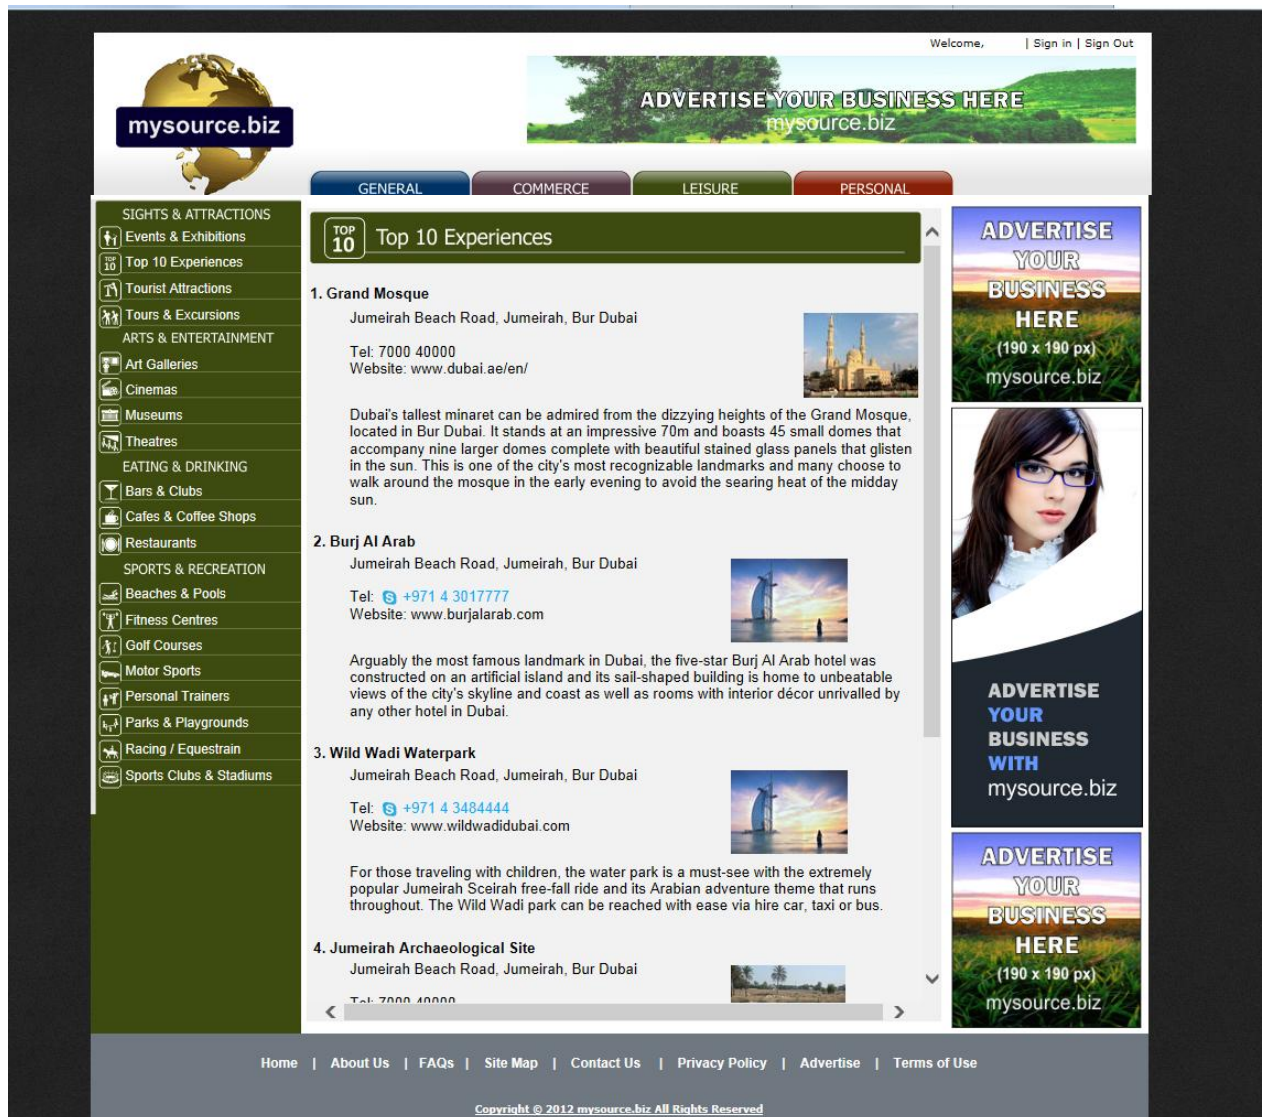 Welcome, | Sign in | Sign Out
mysource.biz
ADVERTISE YOUR BUSINESS HERE
mysource.biz
GENERAL
COMMERCE
LEISURE
PERSONAL
SIGHTS & ATTRACTIONS
Events & Exhibitions
TOP 10 Top 10 Experiences
Tourist Attractions
Tours & Excursions
ARTS & ENTERTAINMENT
Art Galleries
Cinemas
Museums
Theatres
EATING & DRINKING
Bars & Clubs
Cafes & Coffee Shops
Restaurants
SPORTS & RECREATION
Beaches & Pools
Fitness Centres
Golf Courses
Motor Sports
Personal Trainers
Parks & Playgrounds
Racing / Equestrain
Sports Clubs & Stadiums
TOP
10
Top 10 Experiences
1. Grand Mosque
Jumeirah Beach Road, Jumeirah, Bur Dubai
Tel: 7000 40000
Website: www.dubai.ae/en/
Dubai's tallest minaret can be admired from the dizzying heights of the Grand Mosque,
located in Bur Dubai. It stands at an impressive 70m and boasts 45 small domes that
accompany nine larger domes complete with beautiful stained glass panels that glisten
in the sun. This is one of the city's most recognizable landmarks and many choose to
walk around the mosque in the early evening to avoid the searing heat of the midday
sun.
2. Burj Al Arab
Jumeirah Beach Road, Jumeirah, Bur Dubai
Tel: +971 4 3017777
Website: www.burjalarab.com
Arguably the most famous landmark in Dubai, the five-star Burj Al Arab hotel was
constructed on an artificial island and its sail-shaped building is home to unbeatable
views of the city's skyline and coast as well as rooms with interior décor unrivalled by
any other hotel in Dubai.
3. Wild Wadi Waterpark
Jumeirah Beach Road, Jumeirah, Bur Dubai
Tel: +971 4 3484444
Website: www.wildwadidubai.com
For those traveling with children, the water park is a must-see with the extremely
popular Jumeirah Sceirah free-fall ride and its Arabian adventure theme that runs
throughout. The Wild Wadi park can be reached with ease via hire car, taxi or bus.
4. Jumeirah Archaeological Site
Jumeirah Beach Road, Jumeirah, Bur Dubai
Tel: 7000 40000
ADVERTISE
YOUR
BUSINESS
HERE
(190 x 190 px)
mysource.biz
ADVERTISE
YOUR
BUSINESS
WITH
mysource.biz
ADVERTISE
YOUR
BUSINESS
HERE
(190 x 190 px)
mysource.biz
Home | About Us | FAQs | Site Map | Contact Us | Privacy Policy | Advertise | Terms of Use
Copyright © 2012 mysource.biz All Rights Reserved